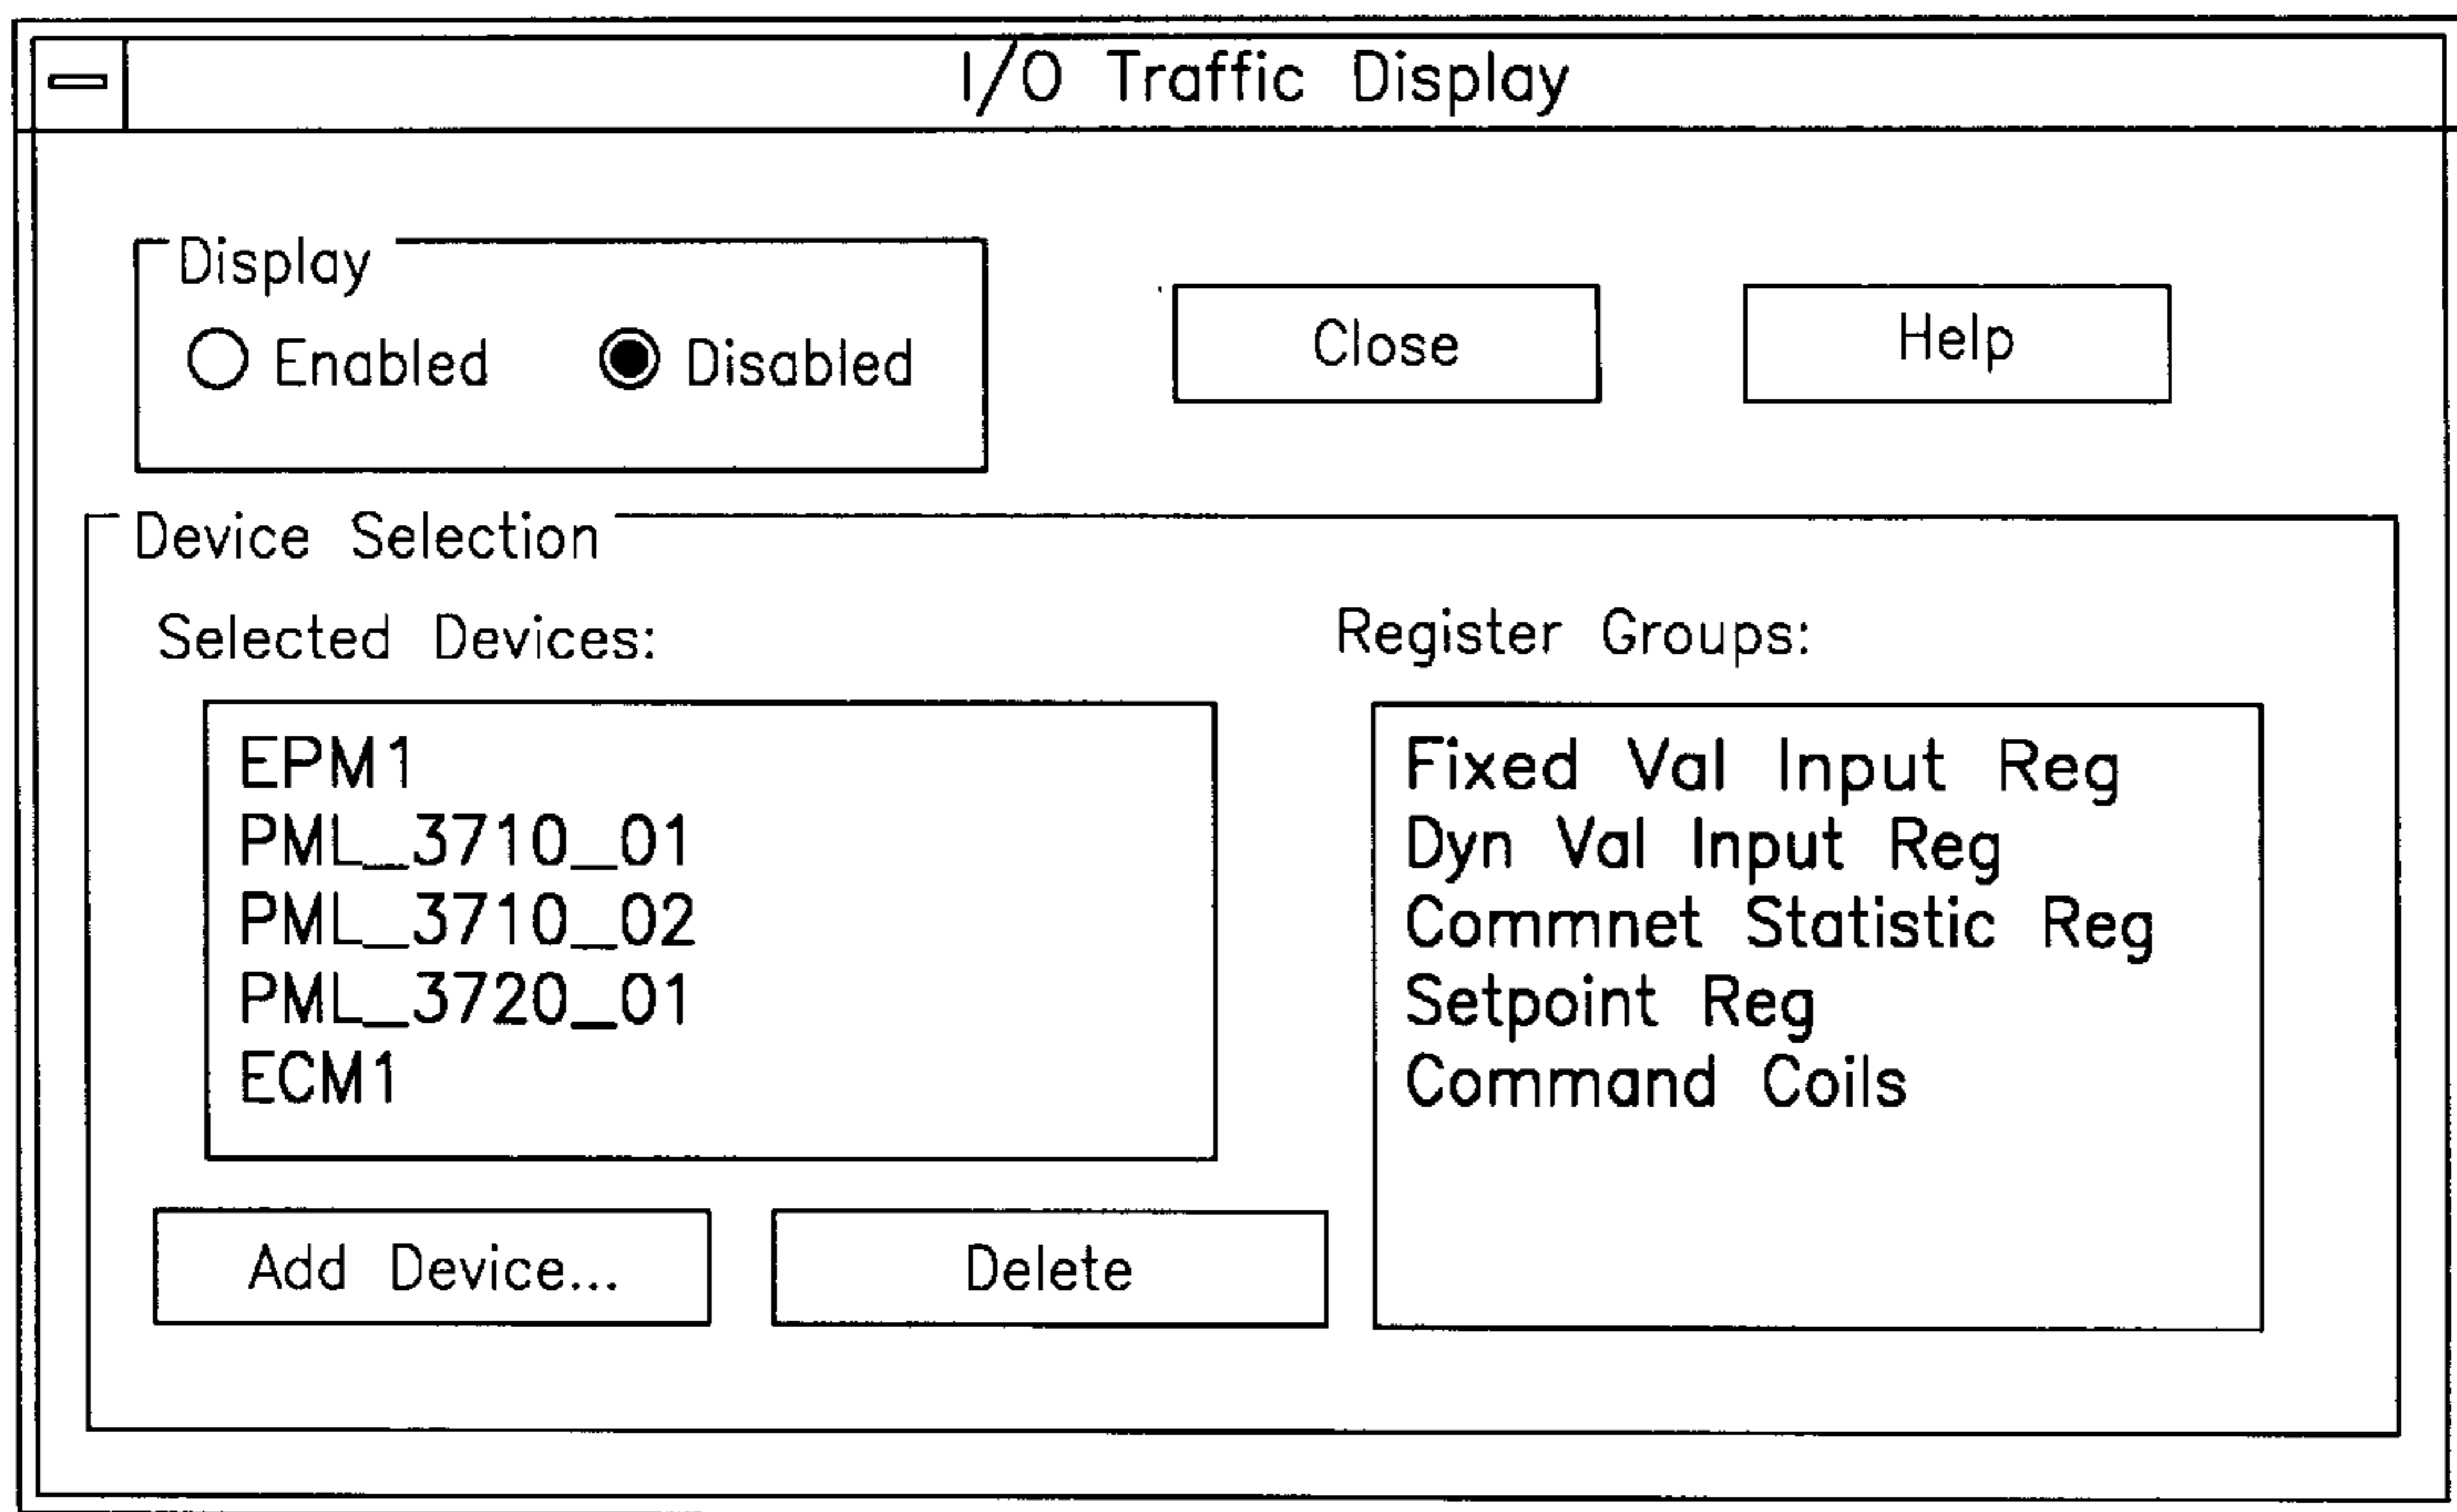 I/O Traffic Display
Display
Enabled Disabled
Close
Help
Device Selection
Selected Devices:
EPM1
PML_3710_01
PML_3710_02
PML_3720_01
ECM1
Add Device...
Delete
Register Groups:
Fixed Val Input Reg
Dyn Val Input Reg
Commnet Statistic Reg
Setpoint Reg
Command Coils